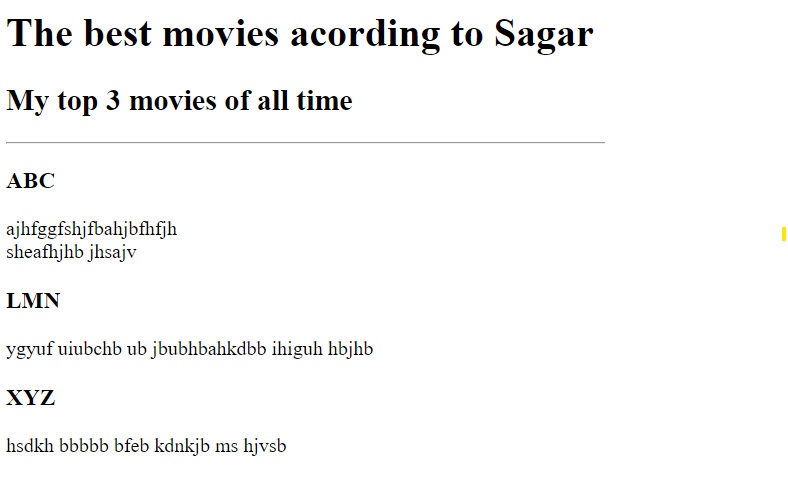 The best movies acording to Sagar
My top 3 movies of all time
ABC
ajhfggfshjfbahjbfhfjh
sheafhjhb jhsajv
LMN
ygyuf uiubchb ub jbubhbahkdbb ihiguh hbjhb
XYZ
hsdkh bbbbb bfeb kdnkjb ms hjvsb